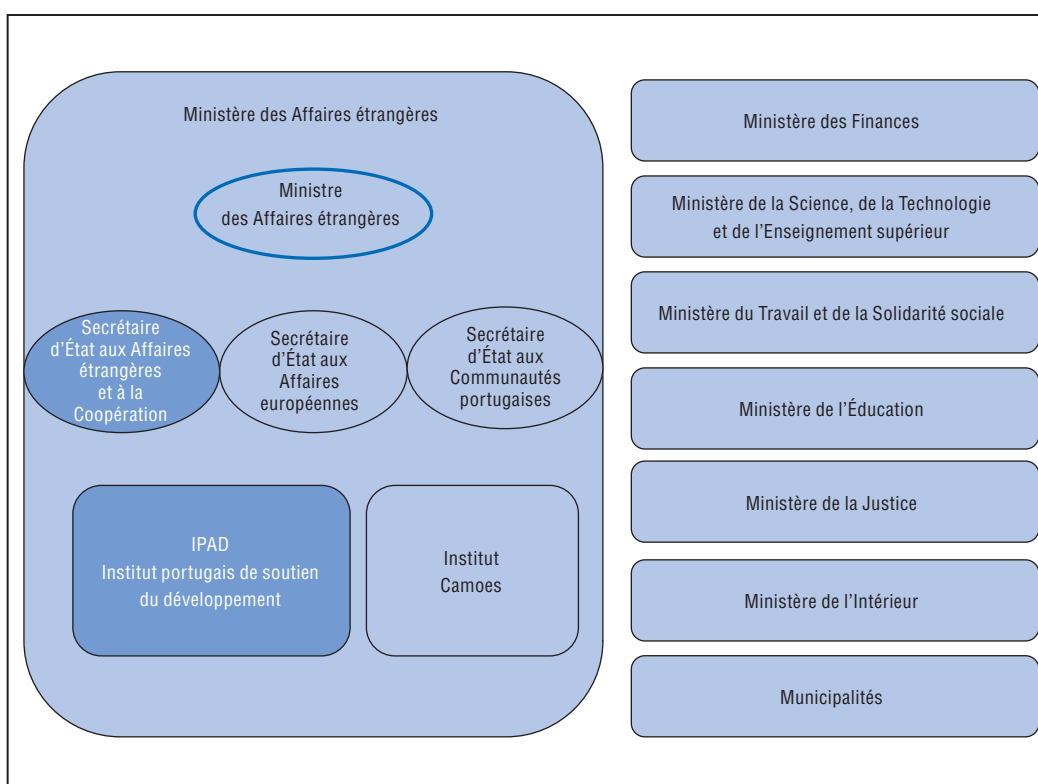 Ministère des Affaires étrangères
Ministre
des Affaires étrangères
Secrétaire
d'État aux Affaires
étrangères
et à la
Coopération
Secrétaire
d'État aux
Affaires
européennes
Secrétaire
d'État aux
Communautés
portugaises
IPAD
Institut portugais de soutien
du développement
Institut
Camoes
Ministère des Finances
Ministère de la Science, de la Technologie
et de l'Enseignement supérieur
Ministère du Travail et de la Solidarité sociale
Ministère de l'Éducation
Ministère de la Justice
Ministère de l'Intérieur
Municipalités